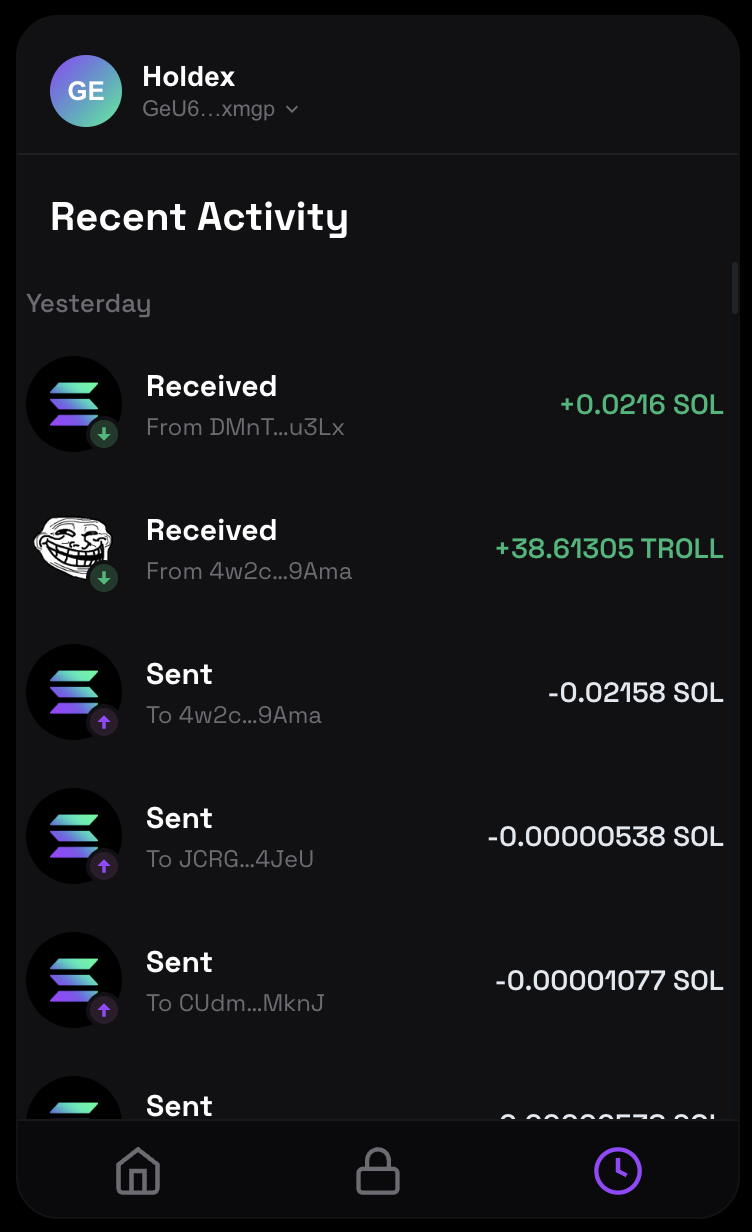 GE
Holdex
GeU6...xmgp
Recent Activity
Yesterday
Received
From DMnT...u3Lx
+0.0216 SOL
Received
From 4w2c...9Ama
+38.61305 TROLL
Sent
To 4w2c...9Ama
-0.02158 SOL
Sent
To JCRG...4JeU
-0.00000538 SOL
Sent
To CUdm...MknJ
-0.00001077 SOL
Sent